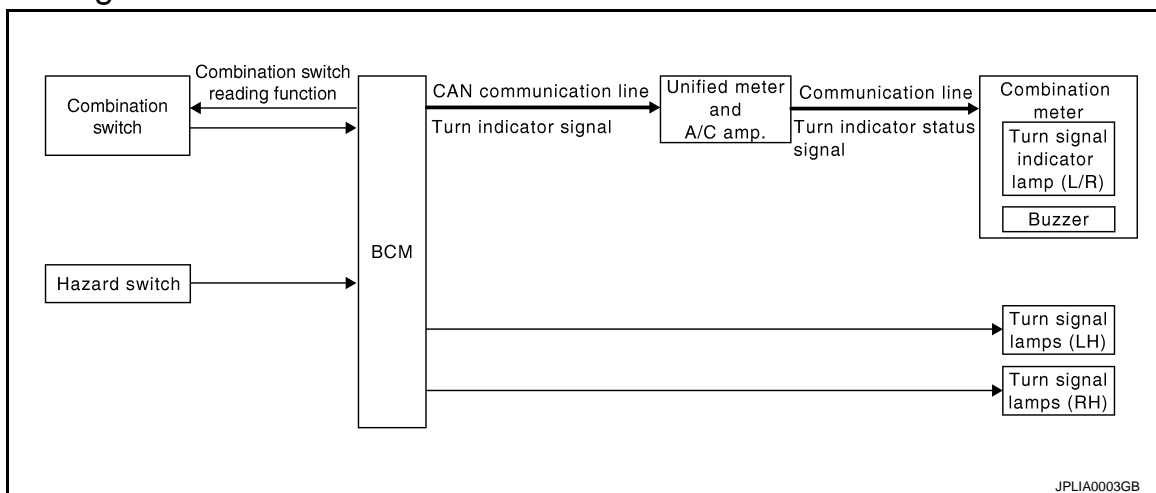 Combination
switch
Combination switch
reading function
Hazard switch
BCM
CAN communication line
Turn indicator signal
Unified meter
and
A/C amp.
Communication line
Turn indicator status
signal
Combination
meter
Turn signal
indicator
lamp (L/R)
Buzzer
Turn signal
lamps (LH)
Turn signal
lamps (RH)
JPLIA0003GB